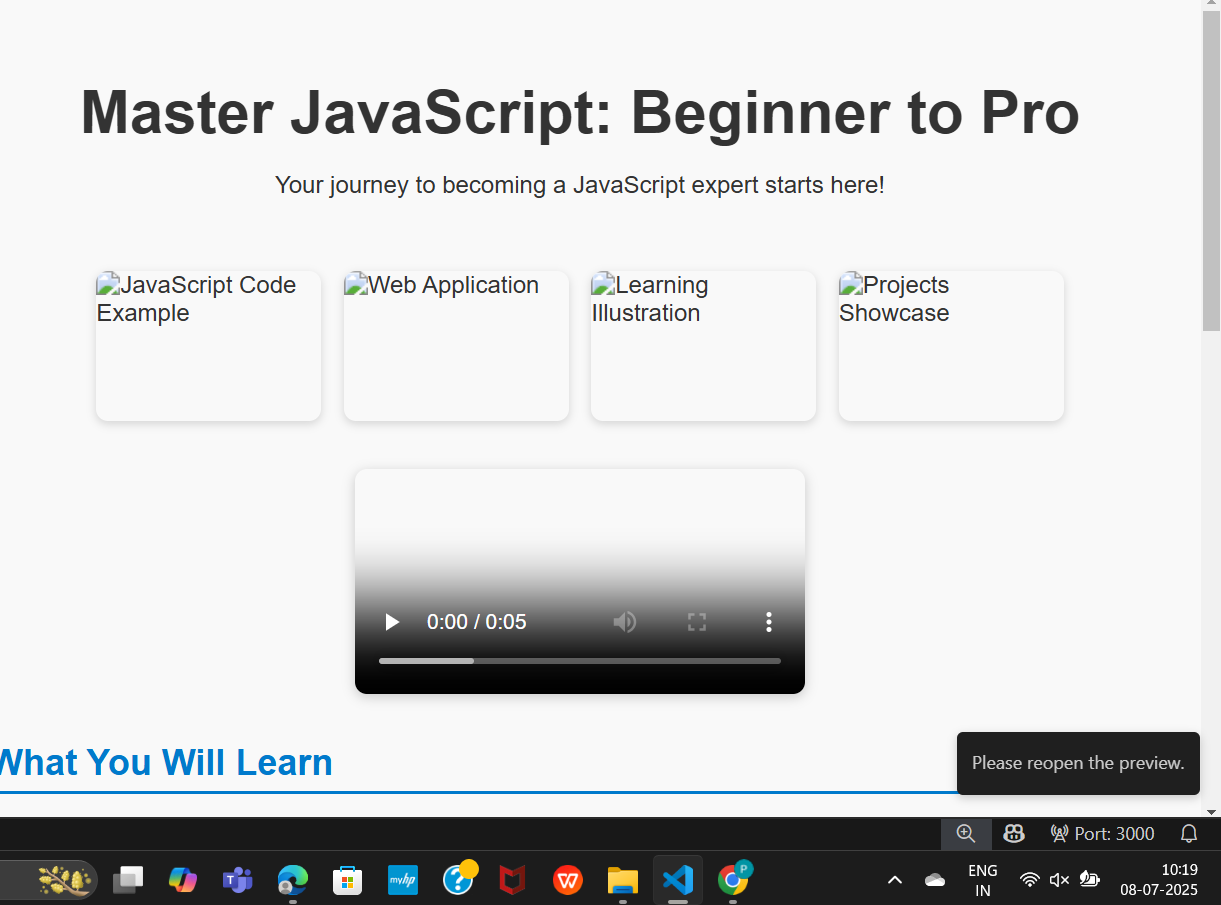 Master JavaScript: Beginner to Pro
Your journey to becoming a JavaScript expert starts here!
JavaScript Code
Example
Web Application
Learning
Illustration
Projects
Showcase
0:00 / 0:05
What You Will Learn
Please reopen the preview.
Port: 3000
myhp
T
?
W
P
ENG
IN
10:19
08-07-2025